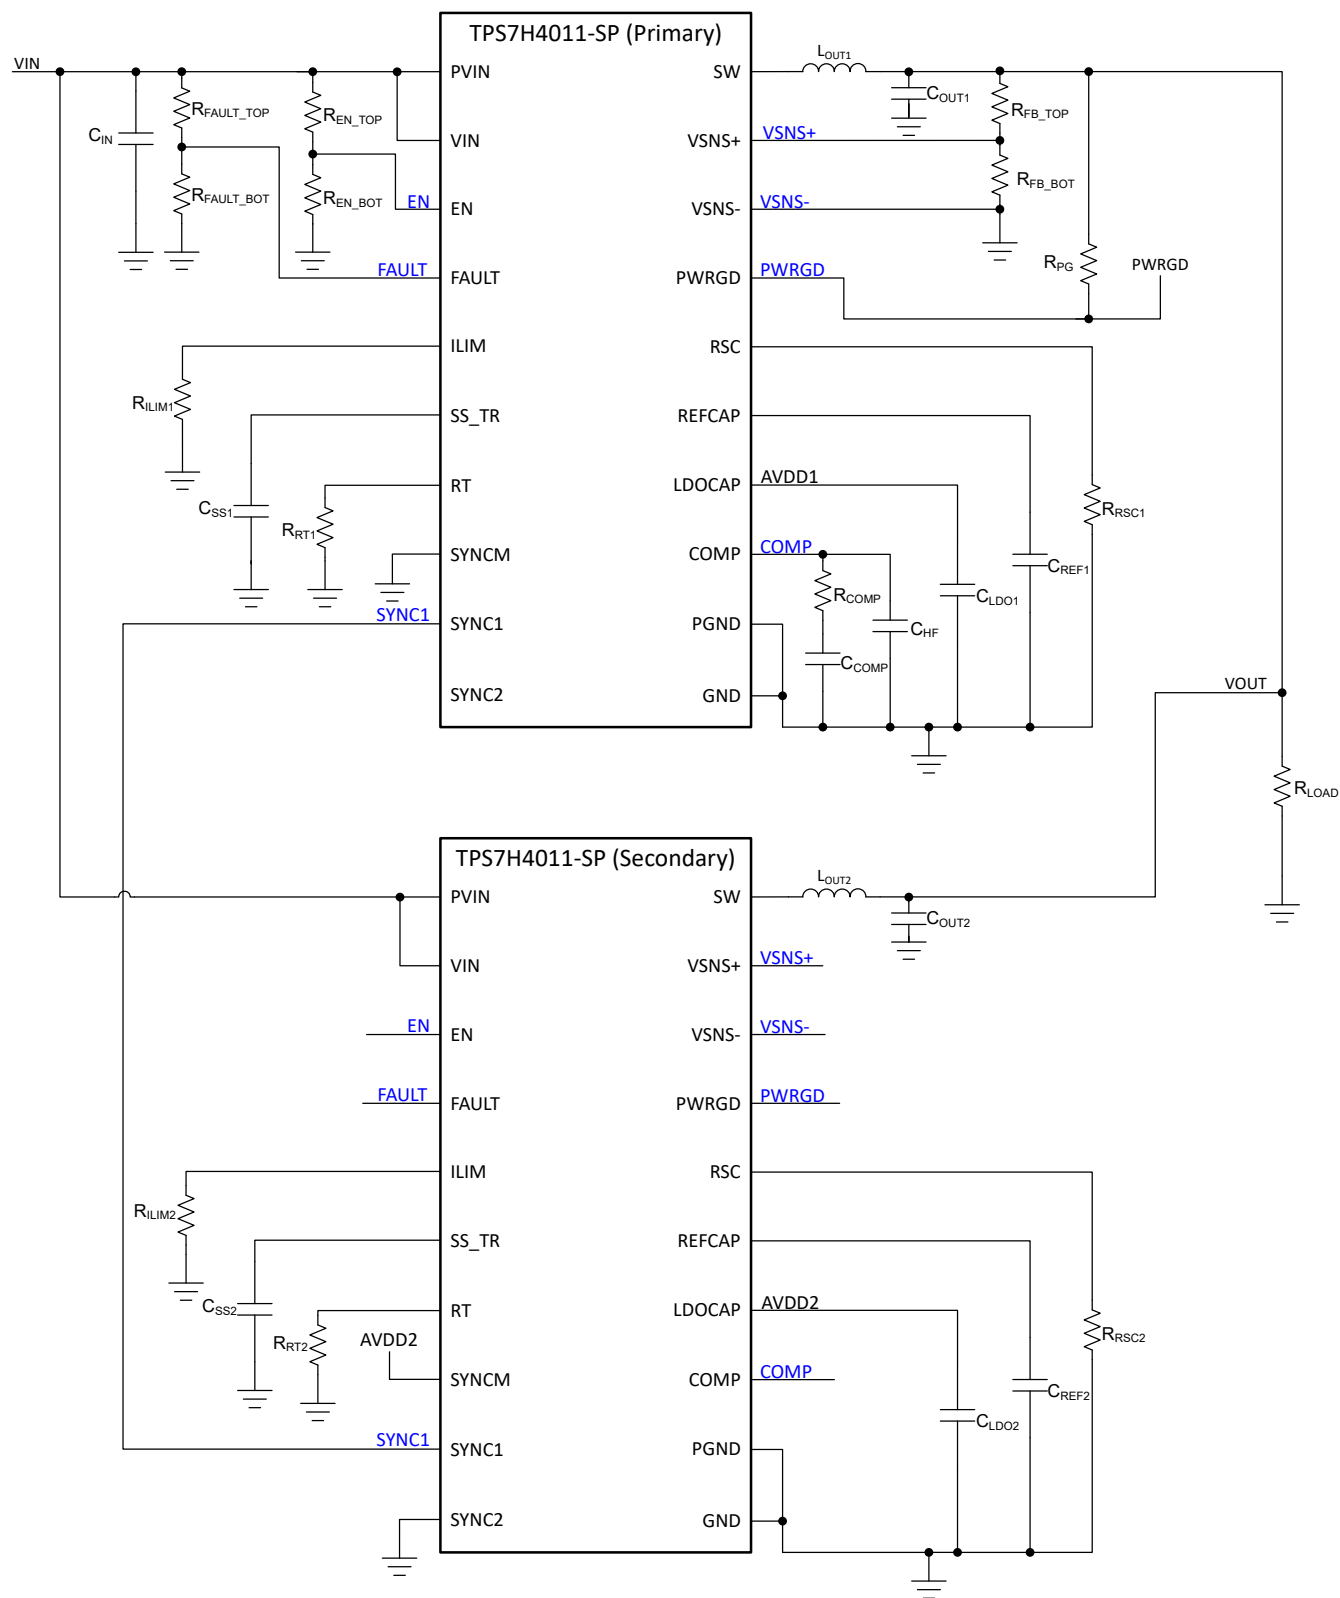 TPS7H4011-SP (Primary)
VIN
PVIN
SW
LOUT1
RFAULT_TOP
REN_TOP
COUT1
RFB_TOP
CIN
VIN
VSNS+
VSNS+
RFAULT_BOT
REN_BOT
RFB_BOT
EN
EN
VSNS-
VSNS-
FAULT
FAULT
PWRGD
PWRGD
RPG
PWRGD
ILIM
RSC
RILIM1
SS_TR
REFCAP
RT
LDOCAP
AVDD1
CSS1
RRT1
RRSC1
SYNCM
COMP
COMP
CREF1
RCOMP
CLDO1
SYNC1
SYNC1
PGND
CHF
CCOMP
SYNC2
GND
VOUT
RLOAD
TPS7H4011-SP (Secondary)
PVIN
SW
LOUT2
COUT2
VIN
VSNS+
VSNS+
EN
EN
VSNS-
VSNS-
FAULT
FAULT
PWRGD
PWRGD
ILIM
RSC
RILIM2
SS_TR
REFCAP
CSS2
RT
LDOCAP
AVDD2
RRT2
AVDD2
RRSC2
SYNCM
COMP
COMP
CREF2
CLDO2
SYNC1
SYNC1
PGND
SYNC2
GND